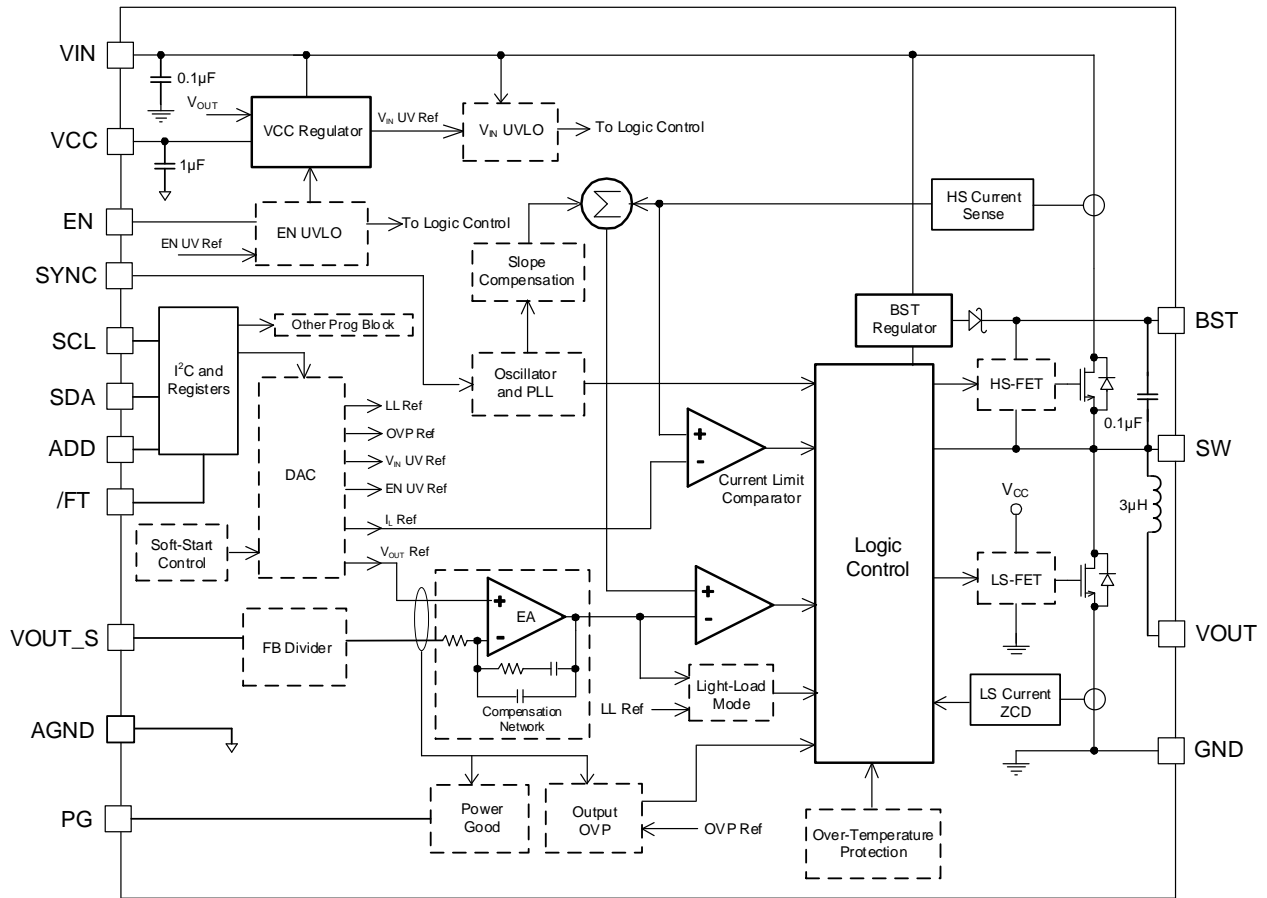 VIN
0.1µF
VOUT
VCC
1µF
VCC Regulator
VIN UV Ref
VIN UVLO
To Logic Control
EN
EN UV Ref
EN UVLO
To Logic Control
SYNC
Σ
HS Current
Sense
Slope
Compensation
Oscillator
and PLL
BST
Regulator
BST
SCL
SDA
ADD
/FT
I2C and
Registers
Other Prog Block
DAC
LL Ref
OVP Ref
VIN UV Ref
EN UV Ref
IL Ref
VOUT Ref
Soft-Start
Control
+
-
Current Limit
Comparator
Logic
Control
HS-FET
0.1µF
SW
VCC
3µH
LS-FET
VOUT
VOUT_S
FB Divider
+
EA
-
Compensation
Network
+
-
Light-Load
Mode
LL Ref
LS Current
ZCD
AGND
GND
PG
Power
Good
Output
OVP
OVP Ref
Over-Temperature
Protection